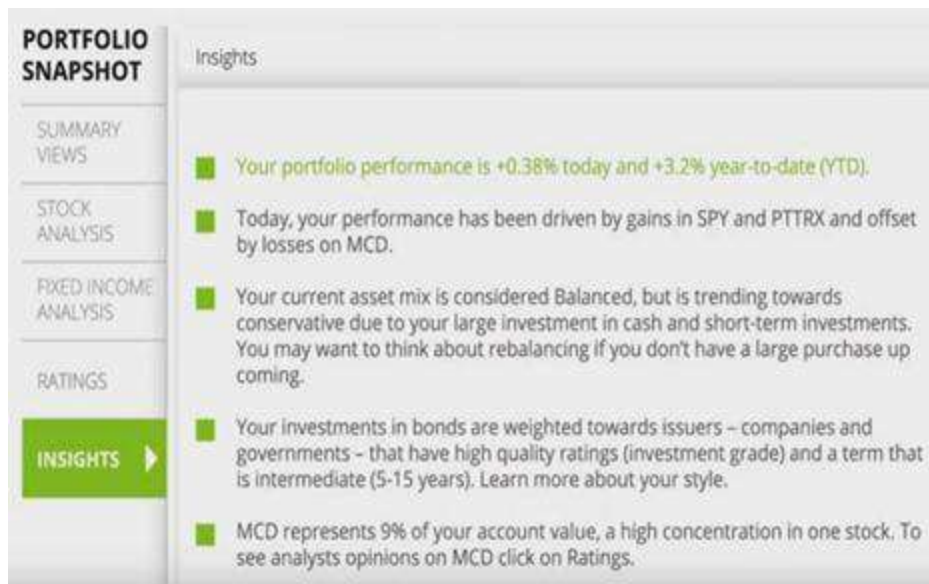 PORTFOLIO
SNAPSHOT
Insights
SUMMARY
VIEWS
STOCK
ANALYSIS
FIXED INCOME
ANALYSIS
RATINGS
INSIGHTS
Your portfolio performance is +0.38% today and +3.2% year-to-date (YTD).
Today, your performance has been driven by gains in SPY and PTTRX and offset
by losses on MCD.
Your current asset mix is considered Balanced, but is trending towards
conservative due to your large investment in cash and short-term investments.
You may want to think about rebalancing if you don't have a large purchase up
coming.
Your investments in bonds are weighted towards issuers – companies and
governments – that have high quality ratings (investment grade) and a term that
is intermediate (5-15 years). Learn more about your style.
MCD represents 9% of your account value, a high concentration in one stock. To
see analysts opinions on MCD click on Ratings.